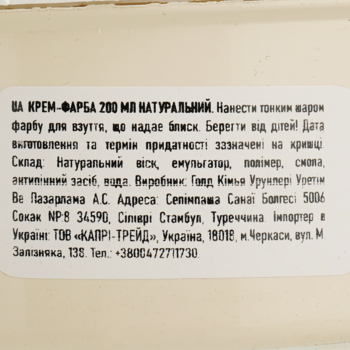 UA КРЕМ-ФАРБА 200 МЛ НАТУРАЛЬНИЙ. Нанести тонким шаром
фарбу для взуття, що надає блиск. Берегти від дітей! Дата
виготовлення та термін придатності зазначені на кришці.
Склад: Натуральний віск, емульгатор, полімер, смола,
антипінний засіб, вода. Виробник: Голд Кімья Урунлері Уретім
Ве Пазарлама А.С. Адреса: Селімпаша Санаї Болгесі 5006
Сокак №:8 34590, Сіліврі Стамбул, Туреччина Імпортер в
Україні: ТОВ «КАПРІ-ТРЕЙД», Україна, 18018, м.Черкаси, вул. М.
Залізняка, 138. Тел.: +380047271 1730.